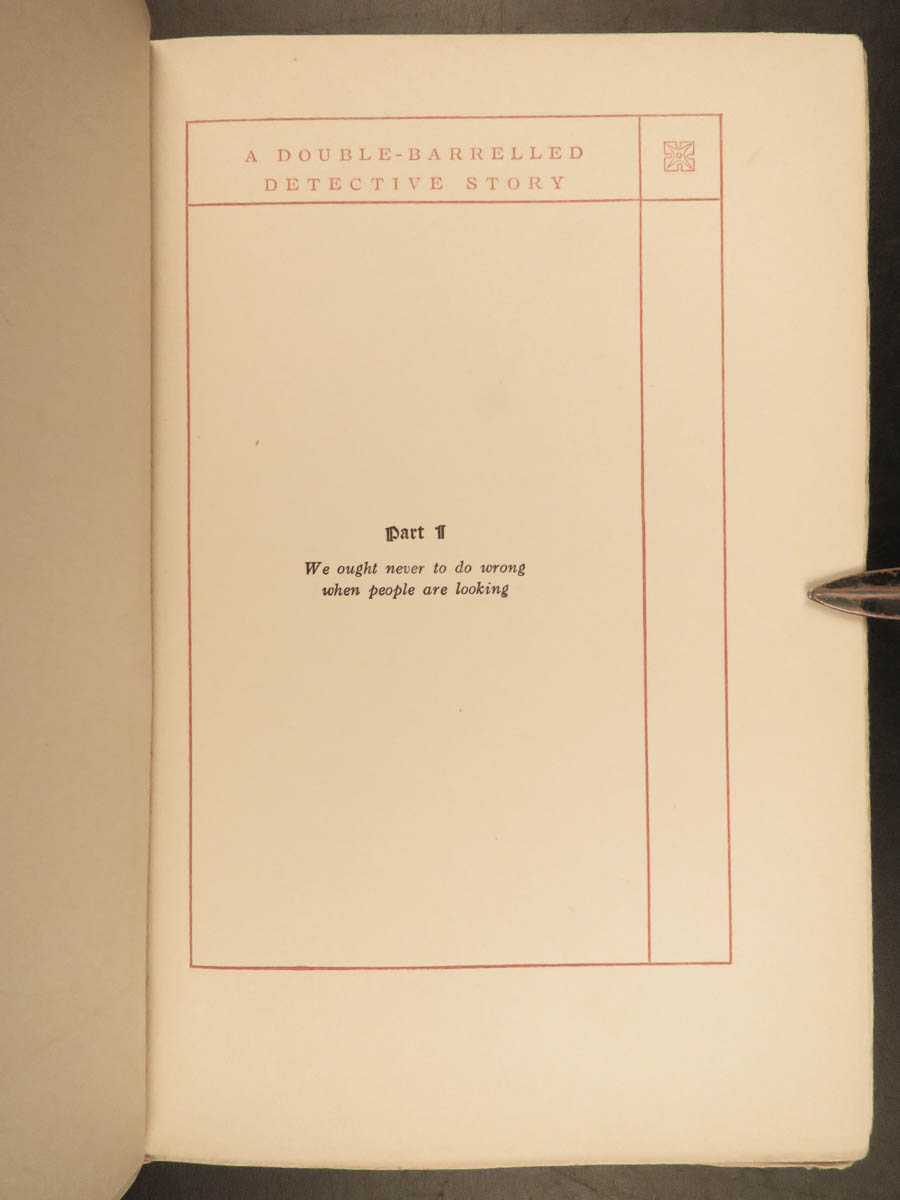 A DOUBLE-BARRELLED
DETECTIVE STORY
Part I
We ought never to do wrong
when people are looking